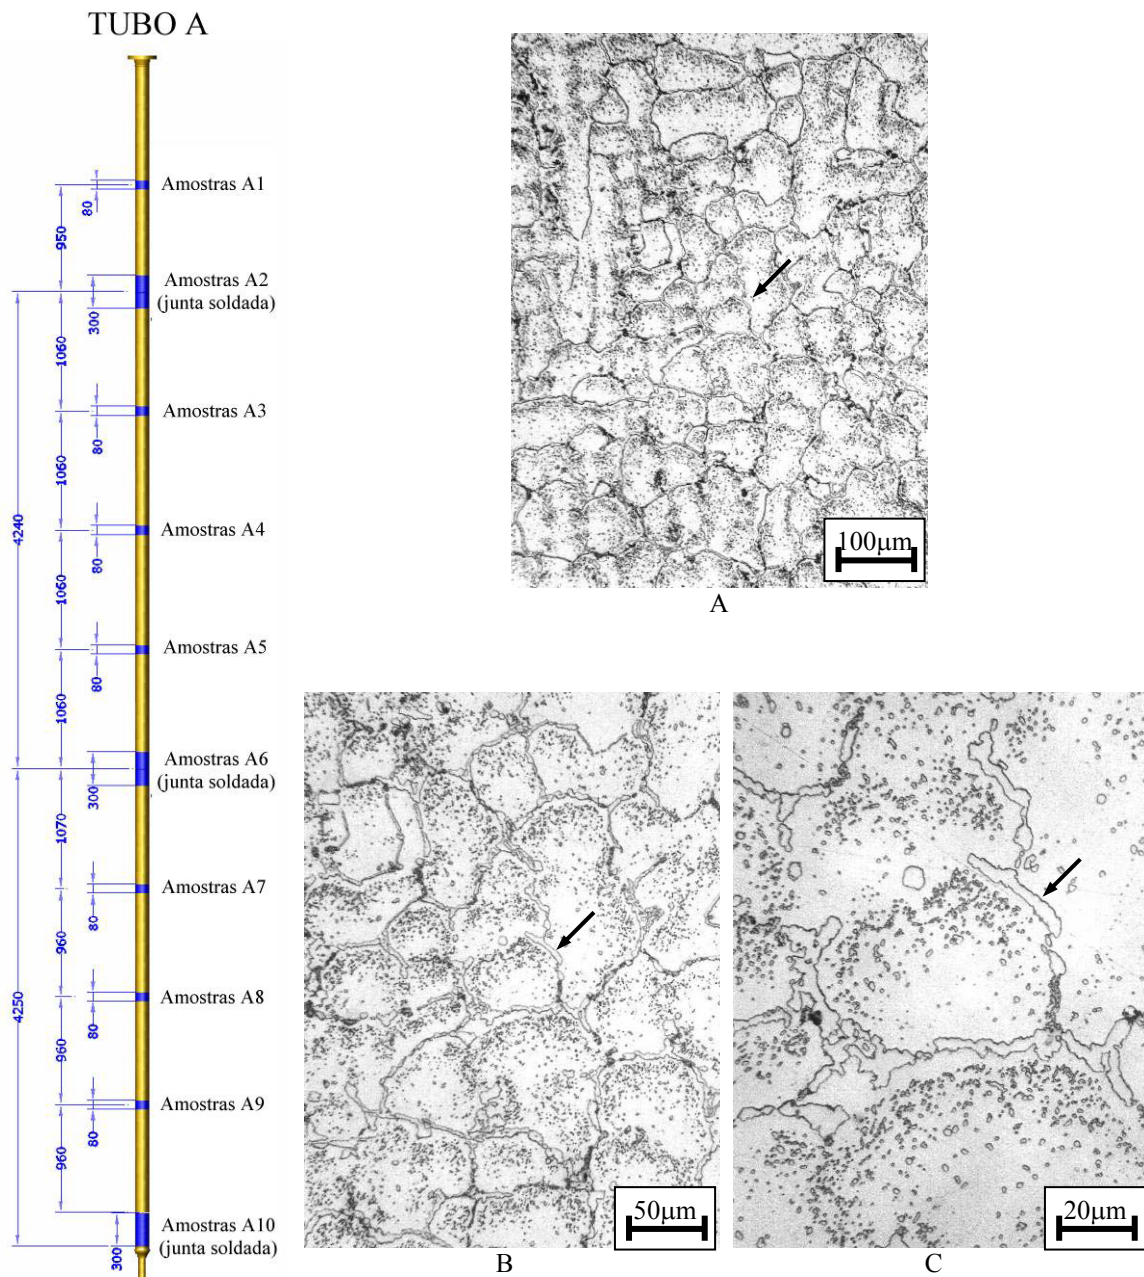 TUBO A
Amostras A1
80
950
Amostras A2
(junta soldada)
300
1060
Amostras A3
80
1060
4240
Amostras A4
80
1060
Amostras A5
80
1060
Amostras A6
(junta soldada)
300
1070
Amostras A7
80
960
4250
Amostras A8
80
960
Amostras A9
80
960
Amostras A10
(junta soldada)
300
100μm
A
50μm
B
20μm
C